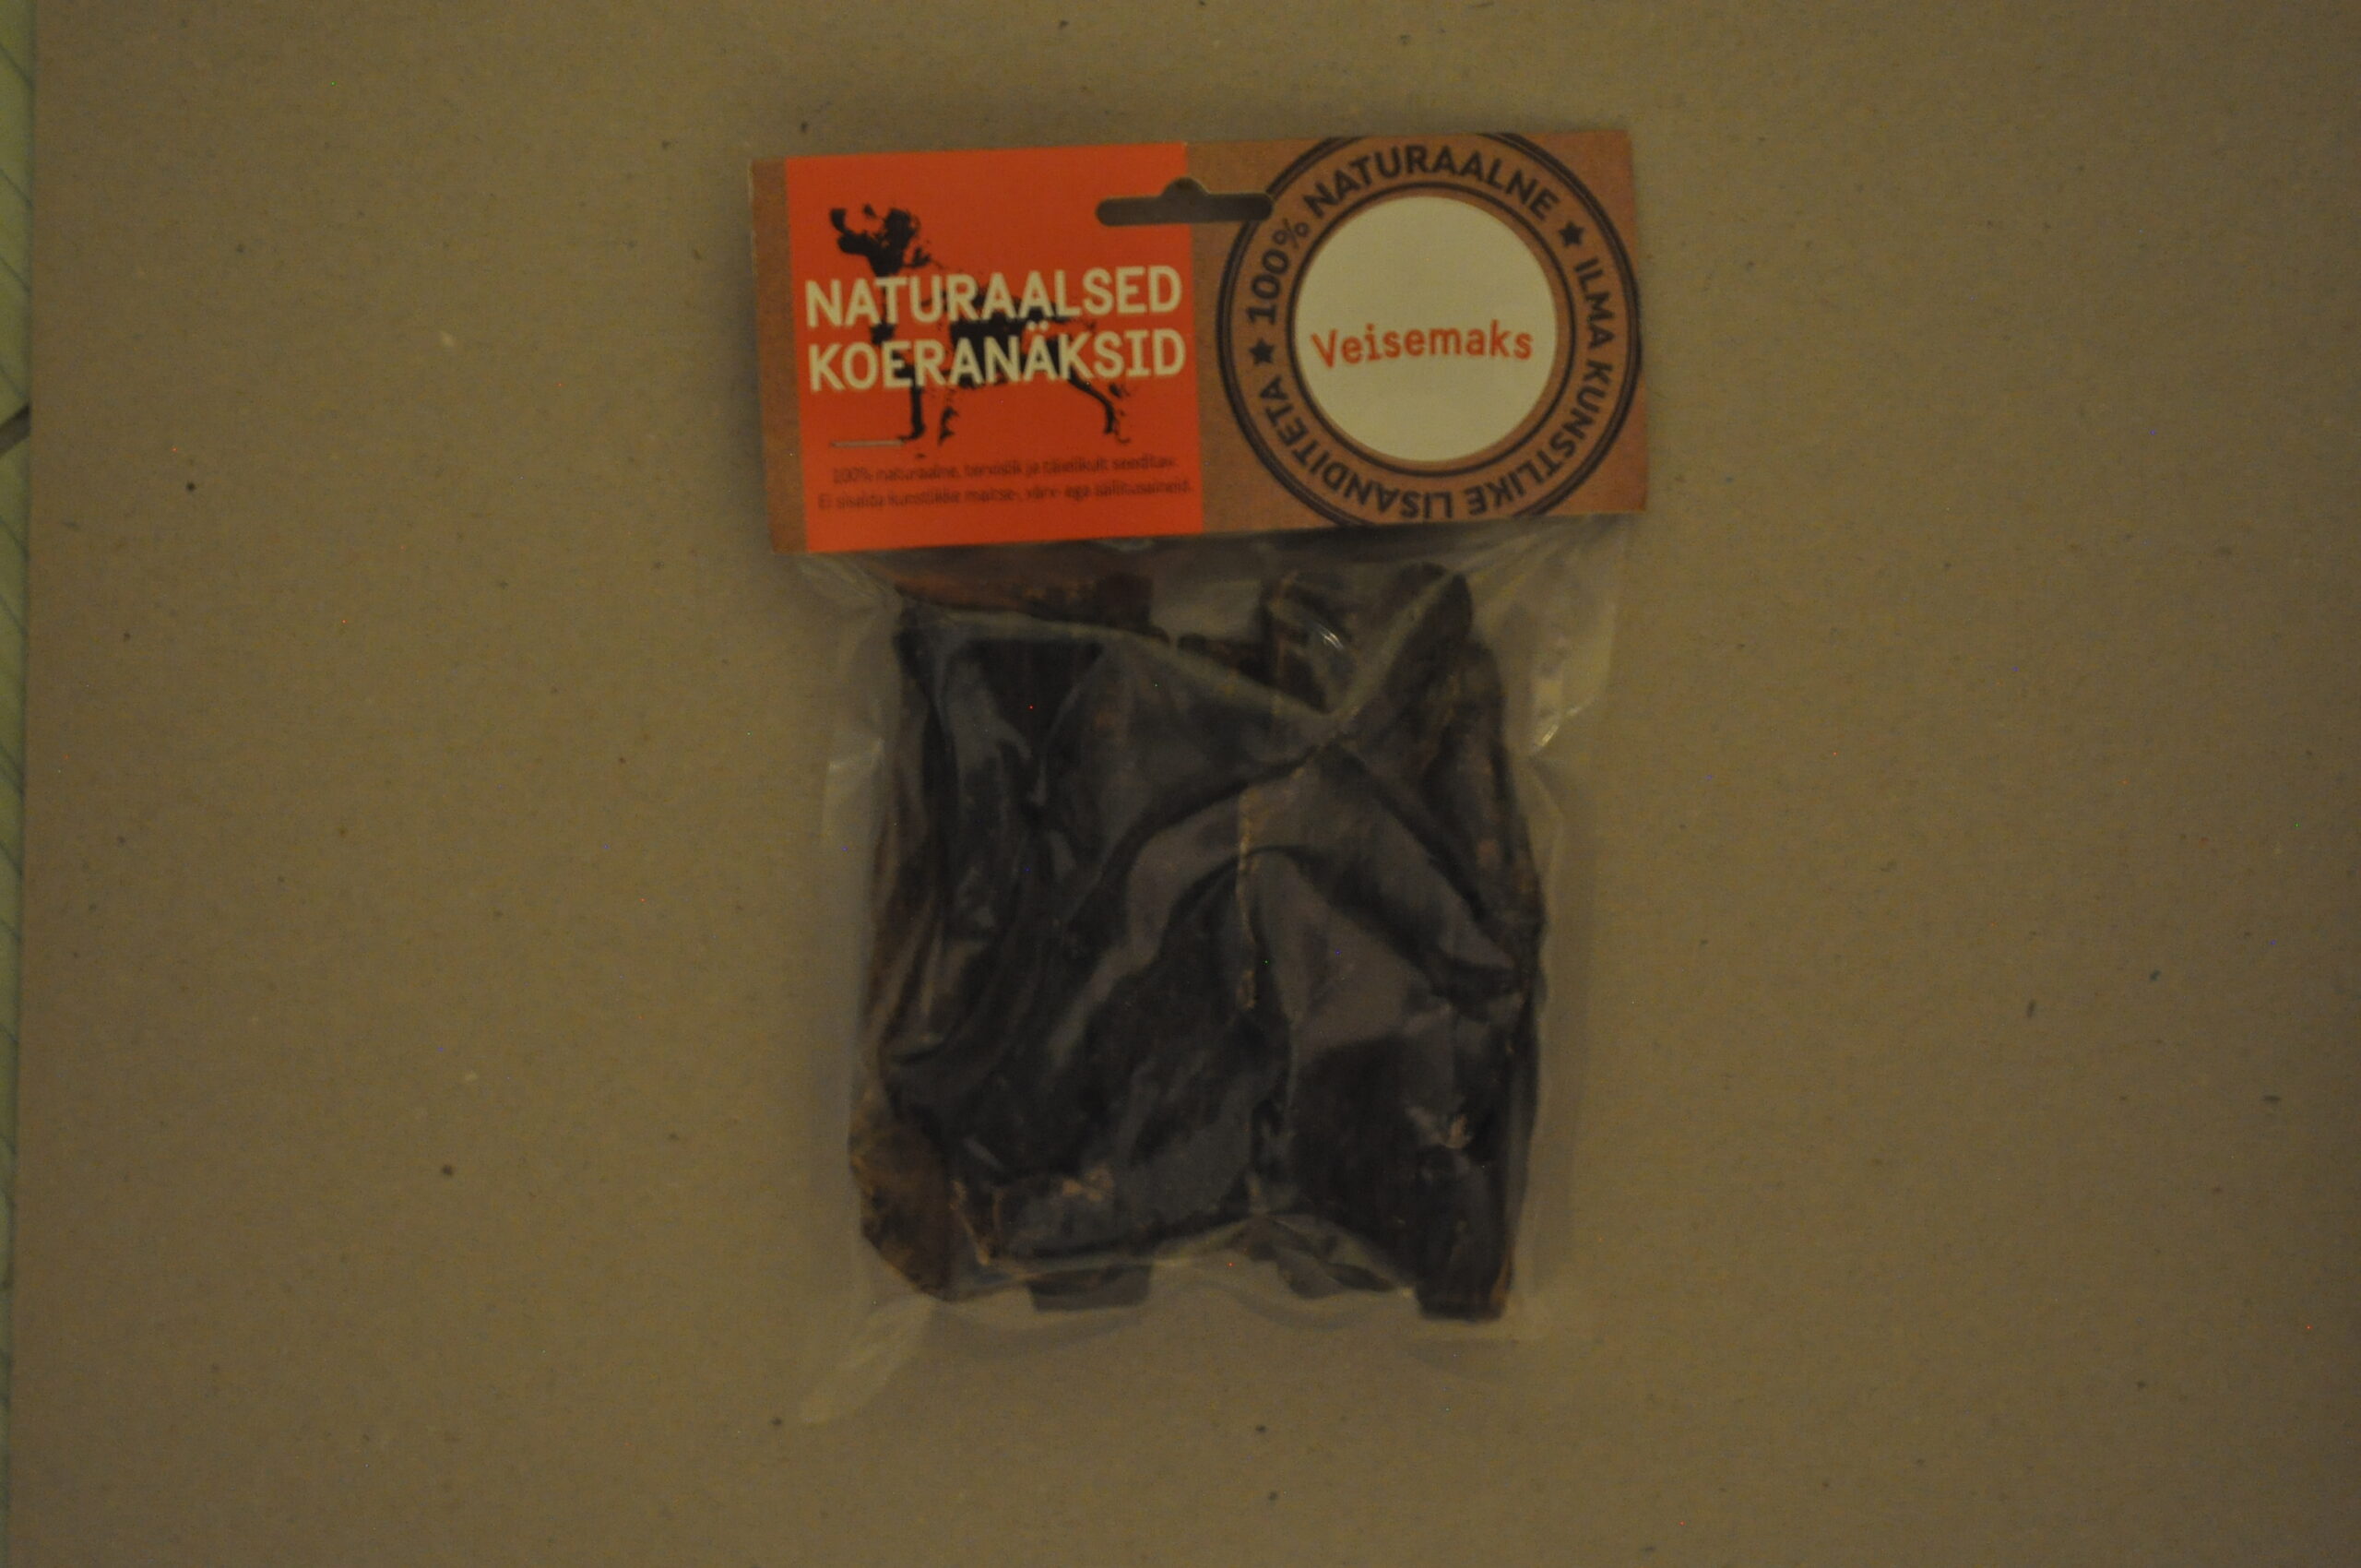 NATURAALSED
KOERANÄKSID
100% naturaalne, tervislik ja täielikult seeditav.
Ei sisalda kunstlikke maitse-, värv- ega säilitusaineid.
★ 100% NATURAALNE ★ ILMA KUNSTLIKE LISANDITETA
Veisemaks